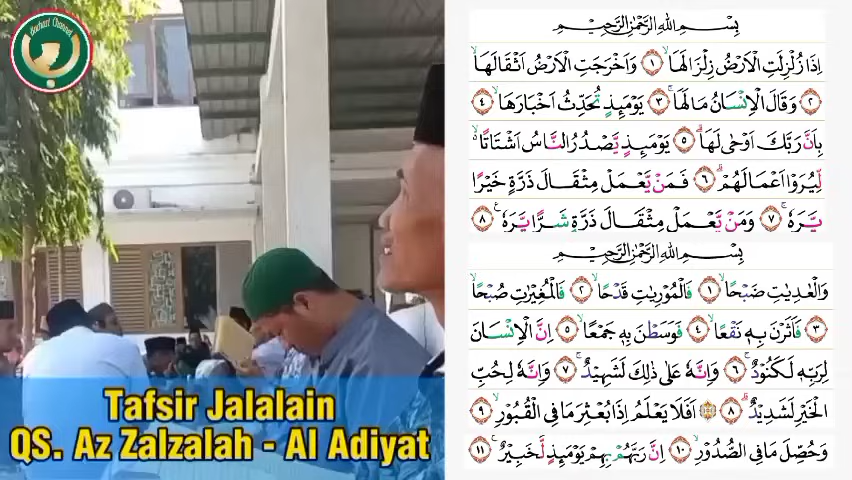 Bachart Channel
Tafsir Jalalain
QS. Az Zalzalah - Al Adiyat
بِسْمِ اللّٰهِ الرَّحْمٰنِ الرَّحِيْمِ
اِذَا زُلْزِلَتِ الْاَرْضُ زِلْزَالَهَاۙ ١ وَاَخْرَجَتِ الْاَرْضُ اَثْقَالَهَاۙ
٢ وَقَالَ الْاِنْسَانُ مَا لَهَاۚ ٣ يَوْمَىِٕذٍ تُحَدِّثُ اَخْبَارَهَاۙ ٤
بِاَنَّ رَبَّكَ اَوْحٰى لَهَاۗ ٥ يَوْمَىِٕذٍ يَّصْدُرُ النَّاسُ اَشْتَاتًا ەۙ
لِّيُرَوْا اَعْمَالَهُمْۗ ٦ فَمَنْ يَّعْمَلْ مِثْقَالَ ذَرَّةٍ خَيْرًا
يَّرَهٗۚ ٧ وَمَنْ يَّعْمَلْ مِثْقَالَ ذَرَّةٍ شَرًّا يَّرَهٗ ࣖ ٨
بِسْمِ اللّٰهِ الرَّحْمٰنِ الرَّحِيْمِ
وَالْعٰدِيٰتِ ضَبْحًاۙ ١ فَالْمُوْرِيٰتِ قَدْحًاۙ ٢ فَالْمُغِيْرٰتِ صُبْحًاۙ
٣ فَاَثَرْنَ بِهٖ نَقْعًاۙ ٤ فَوَسَطْنَ بِهٖ جَمْعًاۙ ٥ اِنَّ الْاِنْسَانَ
لِرَبِّهٖ لَكَنُوْدٌۚ ٦ وَاِنَّهٗ عَلٰى ذٰلِكَ لَشَهِيْدٌۚ ٧ وَاِنَّهٗ لِحُبِّ
الْخَيْرِ لَشَدِيْدٌۗ ٨ ۞ اَفَلَا يَعْلَمُ اِذَا بُعْثِرَ مَا فِى الْقُبُوْرِۙ ٩
وَحُصِّلَ مَا فِى الصُّدُوْرِۙ ١٠ اِنَّ رَبَّهُمْ بِهِمْ يَوْمَىِٕذٍ لَّخَبِيْرٌ ࣖ ١١